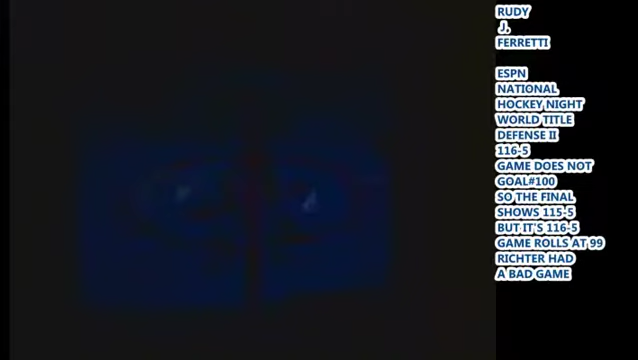 RUDY
J.
FERRETTI
ESPN
NATIONAL
HOCKEY NIGHT
WORLD TITLE
DEFENSE II
116-5
GAME DOES NOT
GOAL#100
SO THE FINAL
SHOWS 115-5
BUT IT'S 116-5
GAME ROLLS AT 99
RICHTER HAD
A BAD GAME